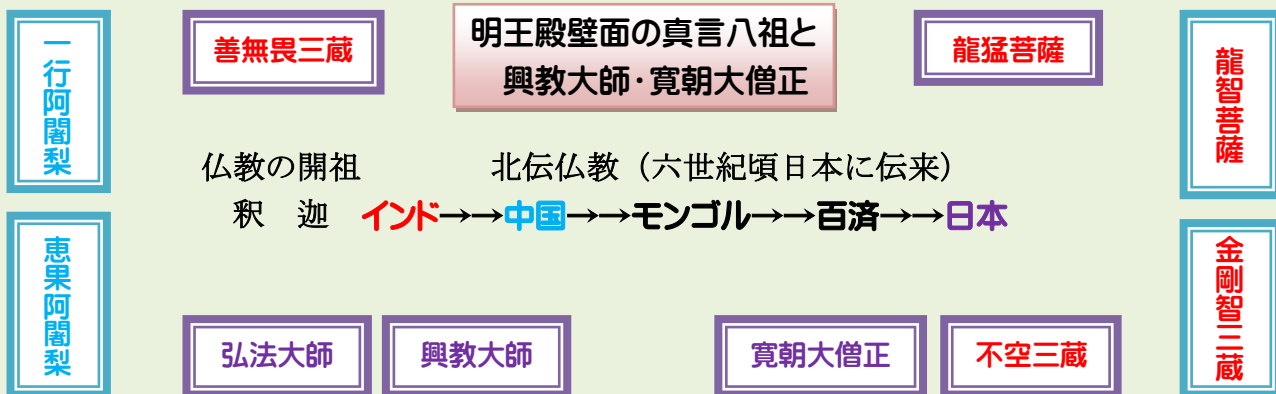 明王殿壁面の真言八祖と
興教大師・寛朝大僧正
善無畏三蔵
龍猛菩薩
一行阿闍梨
龍智菩薩
仏教の開祖 北伝仏教（六世紀頃日本に伝来）
釈 迦 インド→→中国→→モンゴル→→百済→→日本
恵果阿闍梨
金剛智三蔵
弘法大師
興教大師
寛朝大僧正
不空三蔵